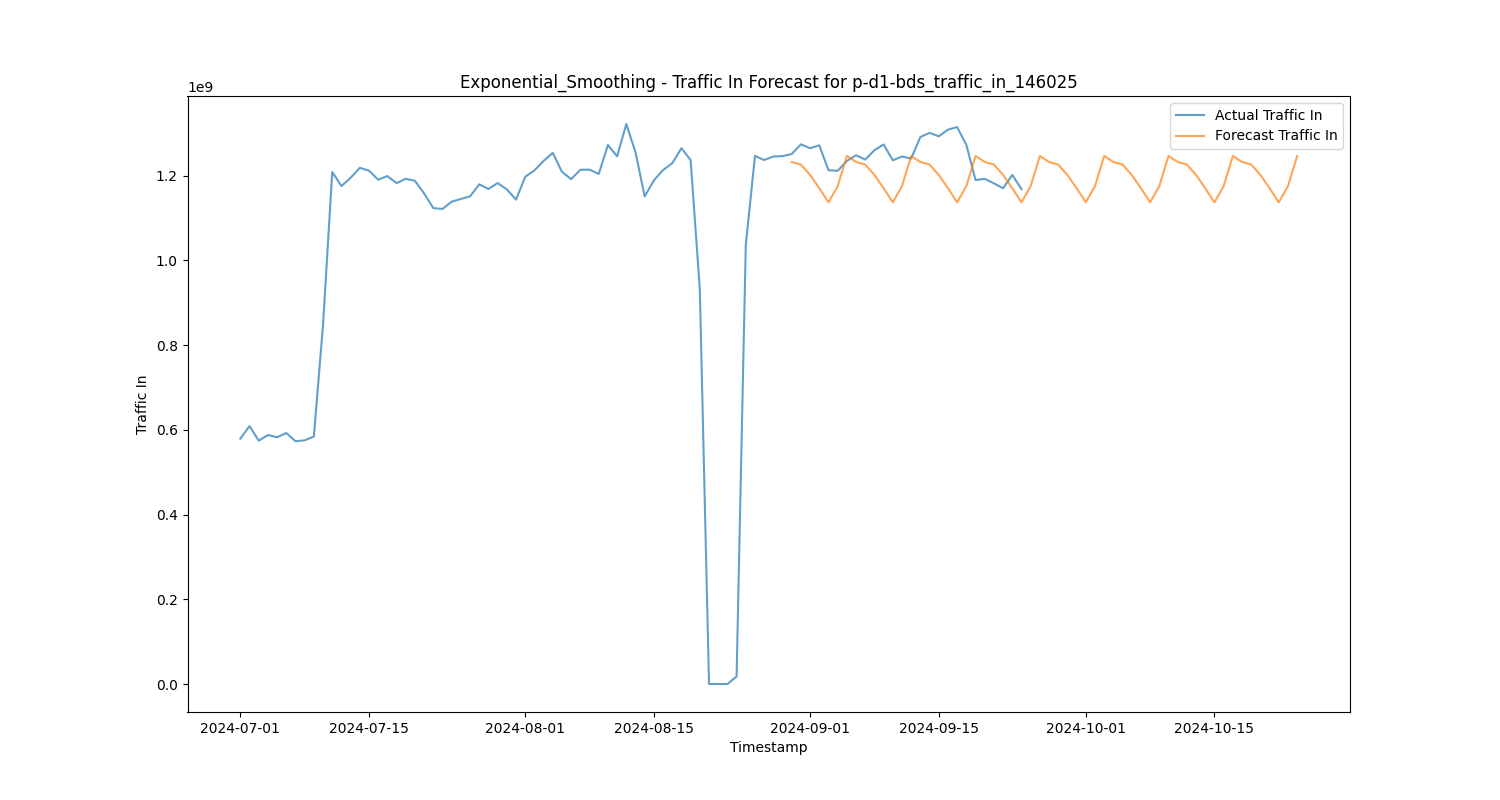 Exponential_Smoothing - Traffic In Forecast for p-d1-bds_traffic_in_146025
1e9
Actual Traffic In
Forecast Traffic In
1.2
1.0
0.8
0.6
0.4
0.2
0.0
Traffic In
2024-07-01
2024-07-15
2024-08-01
2024-08-15
2024-09-01
2024-09-15
2024-10-01
2024-10-15
Timestamp